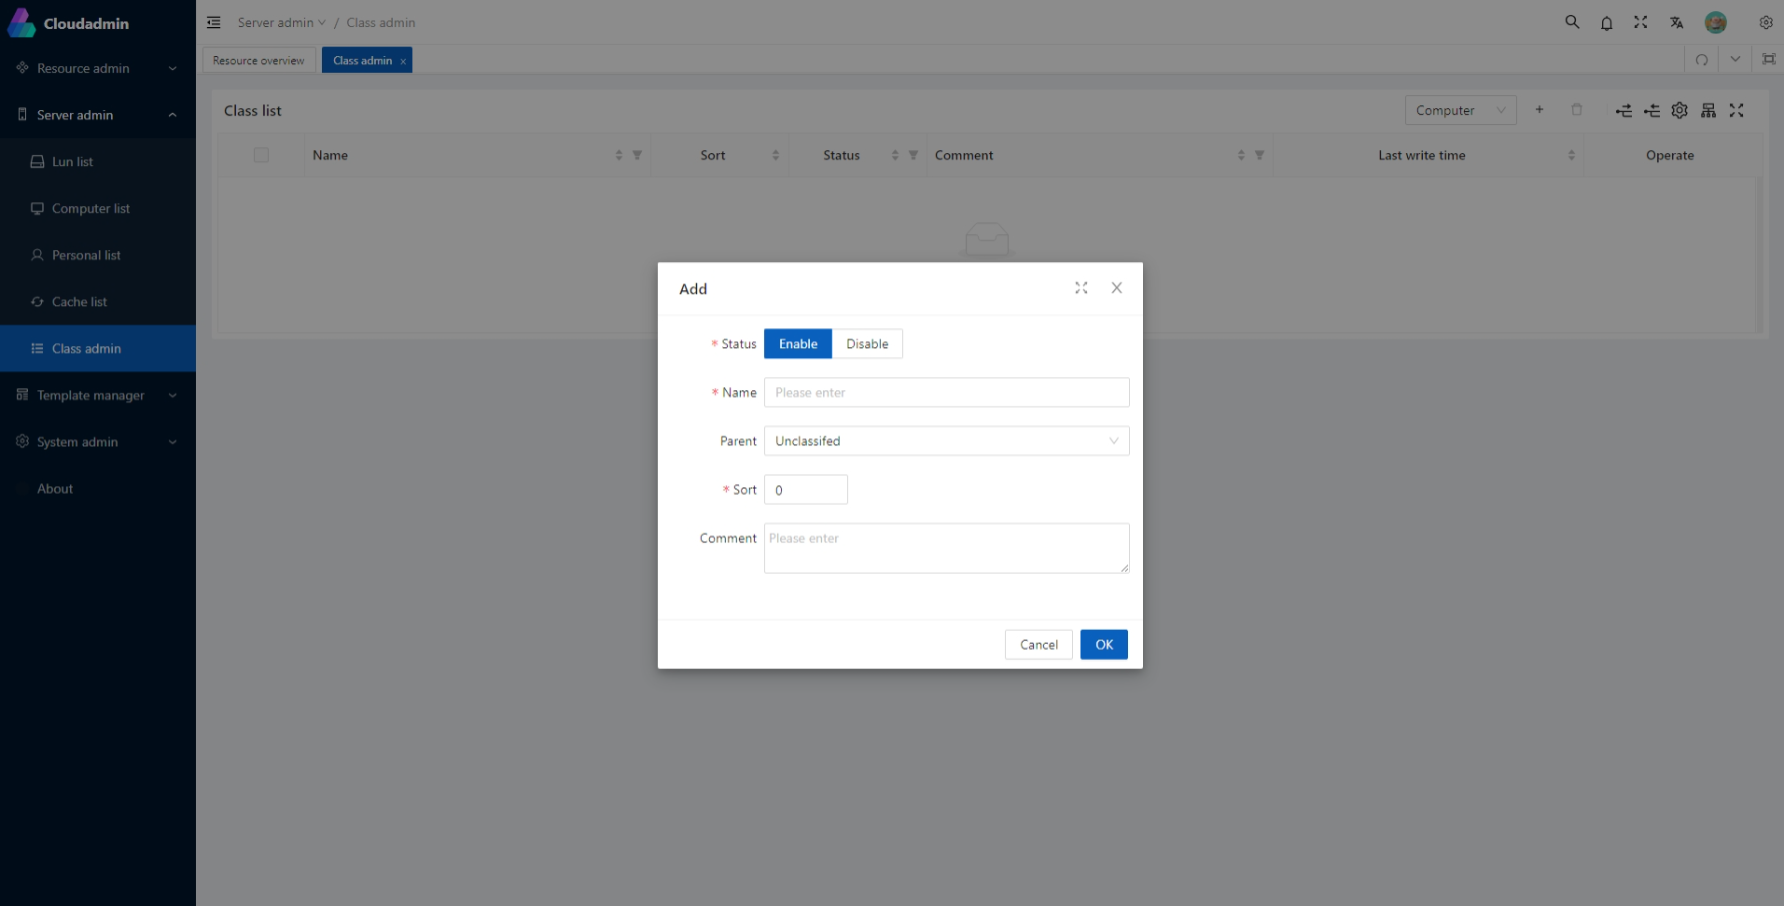 Cloudadmin
Server admin / Class admin
Resource admin
Server admin
Lun list
Computer list
Personal list
Cache list
Class admin
Template manager
System admin
About
Resource overview
Class admin
Class list
Computer
Name
Sort
Status
Comment
Last write time
Operate
Add
* Status Enable Disable
* Name Please enter
Parent Unclassifed
* Sort 0
Comment Please enter
Cancel OK